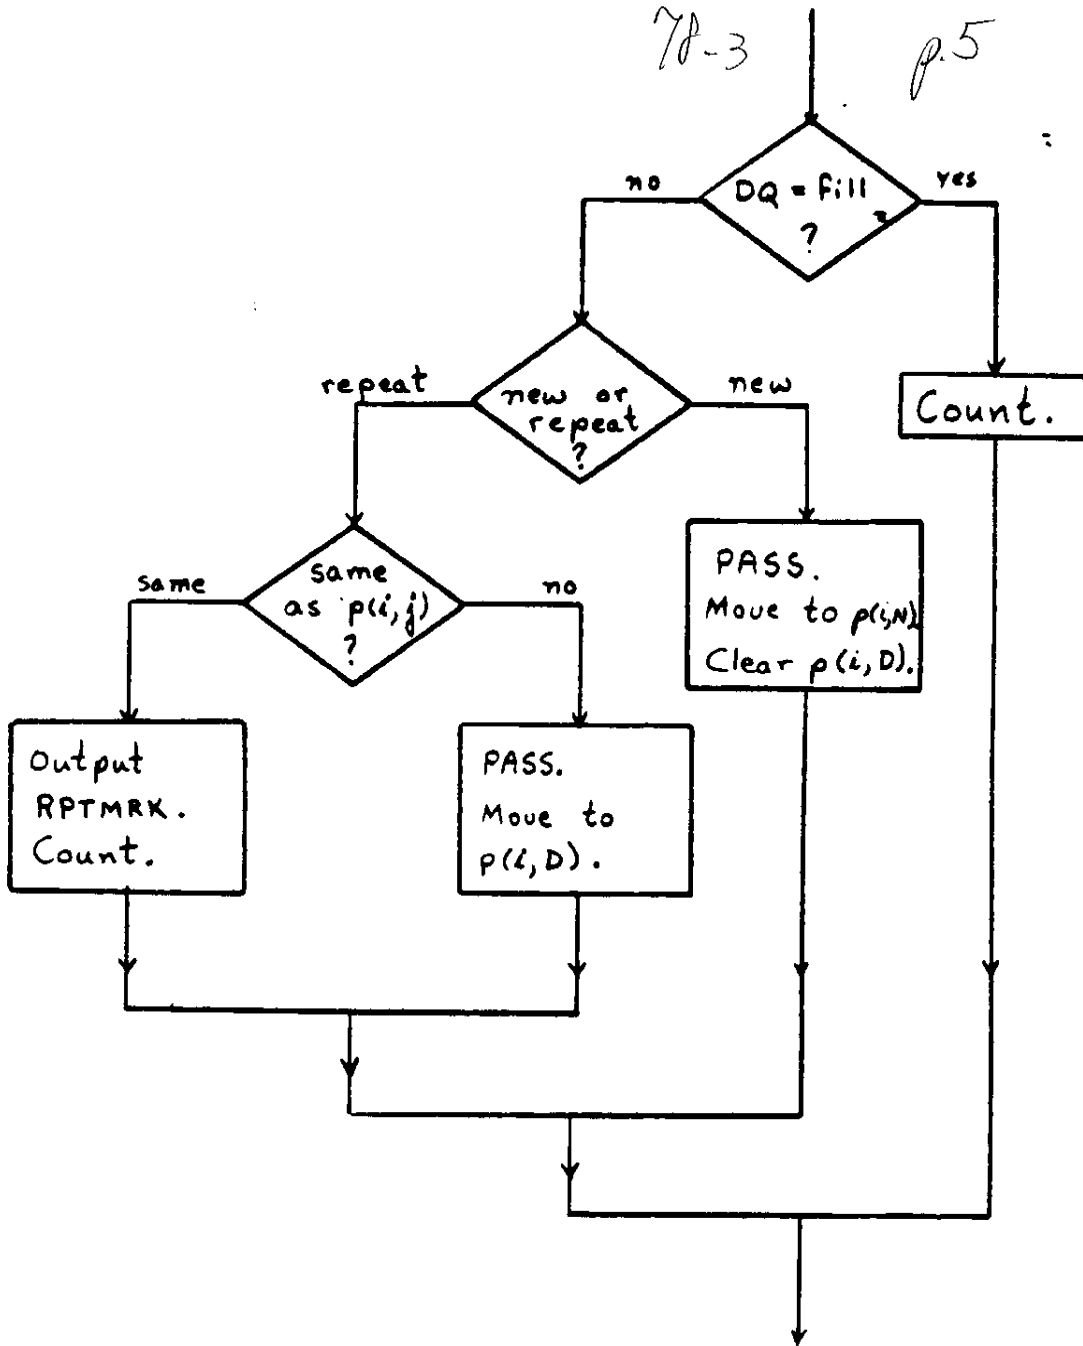 78-3 p.5
DQ = fill
?
no
yes
new or
repeat
?
repeat
new
Count.
same
as p(i,j)
?
same
no
PASS.
Move to p(i,N)
Clear p(i,D).
Output
RPTMRK.
Count.
PASS.
Move to
p(i,D).